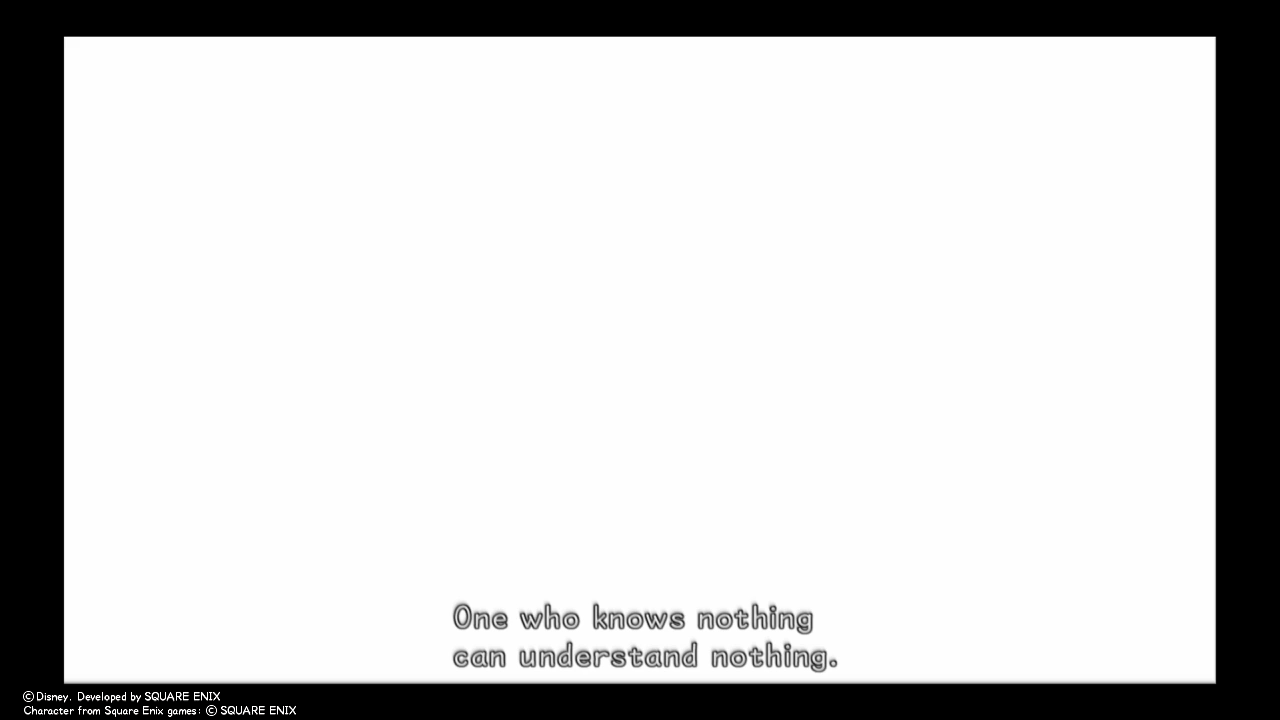 One who knows nothing
can understand nothing.
©Disney. Developed by SQUARE ENIX
Character from Square Enix games: © SQUARE ENIX